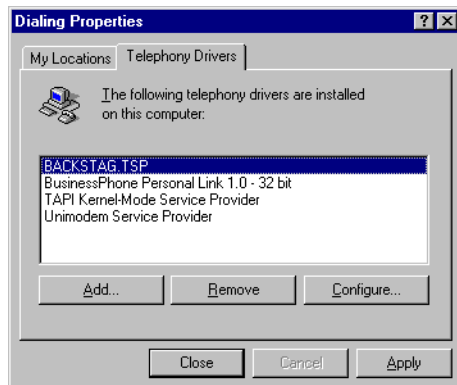 Dialing Properties
My Locations Telephony Drivers
The following telephony drivers are installed
on this computer:
BACKSTAG.TSP
BusinessPhone Personal Link 1.0 - 32 bit
TAPI Kernel-Mode Service Provider
Unimodem Service Provider
Add... Remove Configure...
Close Cancel Apply